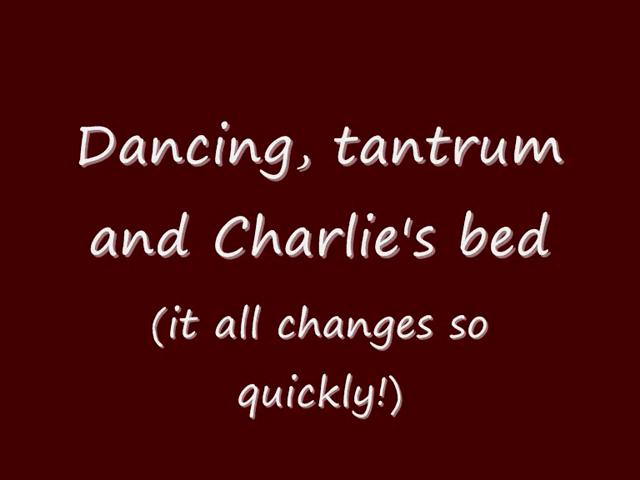 Dancing, tantrum
and Charlie's bed
(it all changes so
quickly!)